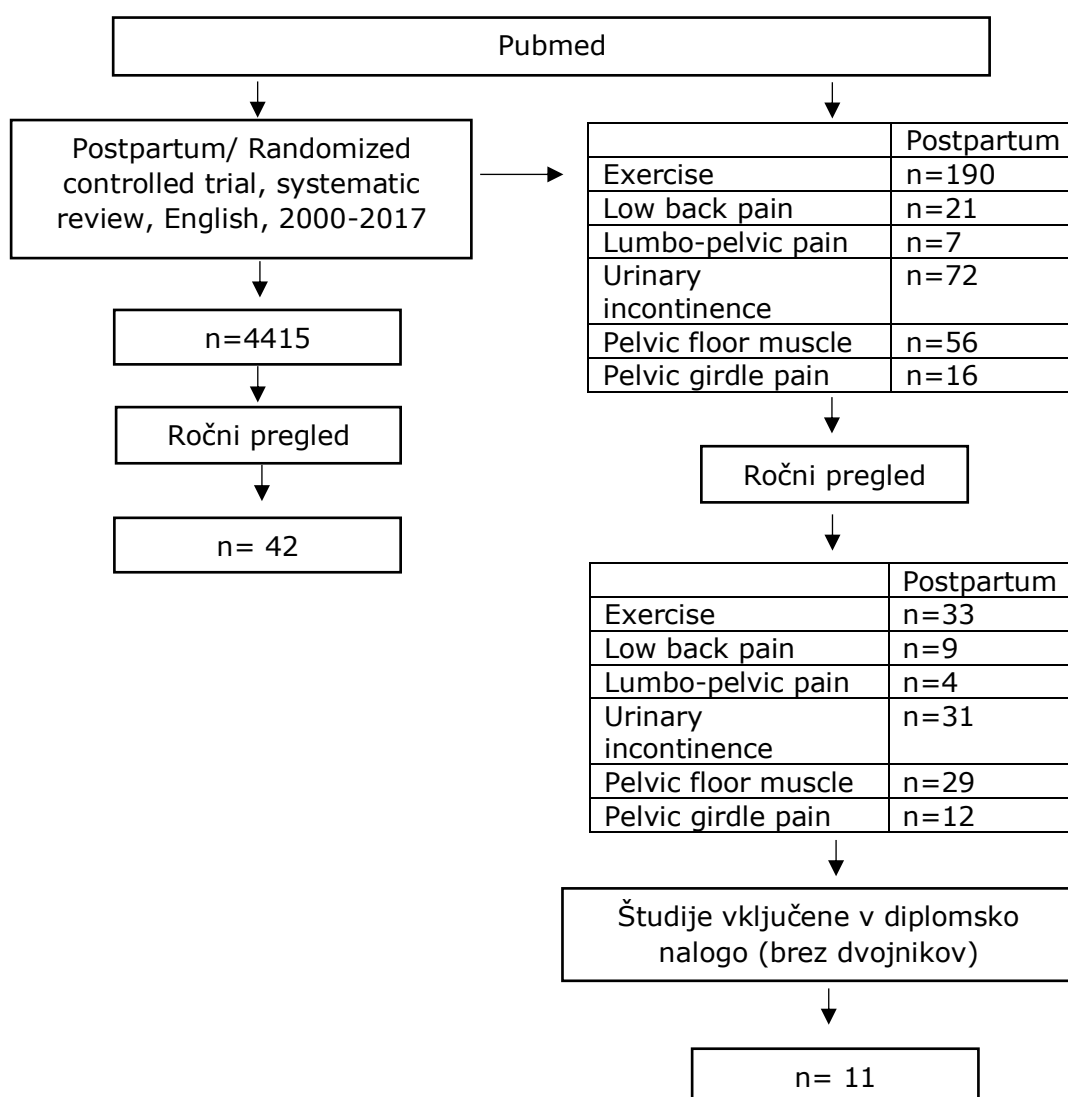 Pubmed
Postpartum/ Randomized
controlled trial, systematic
review, English, 2000-2017
n=4415
Ročni pregled
n= 42
Postpartum
Exercise n=190
Low back pain n=21
Lumbo-pelvic pain n=7
Urinary n=72
incontinence
Pelvic floor muscle n=56
Pelvic girdle pain n=16
Ročni pregled
Postpartum
Exercise n=33
Low back pain n=9
Lumbo-pelvic pain n=4
Urinary n=31
incontinence
Pelvic floor muscle n=29
Pelvic girdle pain n=12
Študije vključene v diplomsko
nalogo (brez dvojnikov)
n= 11